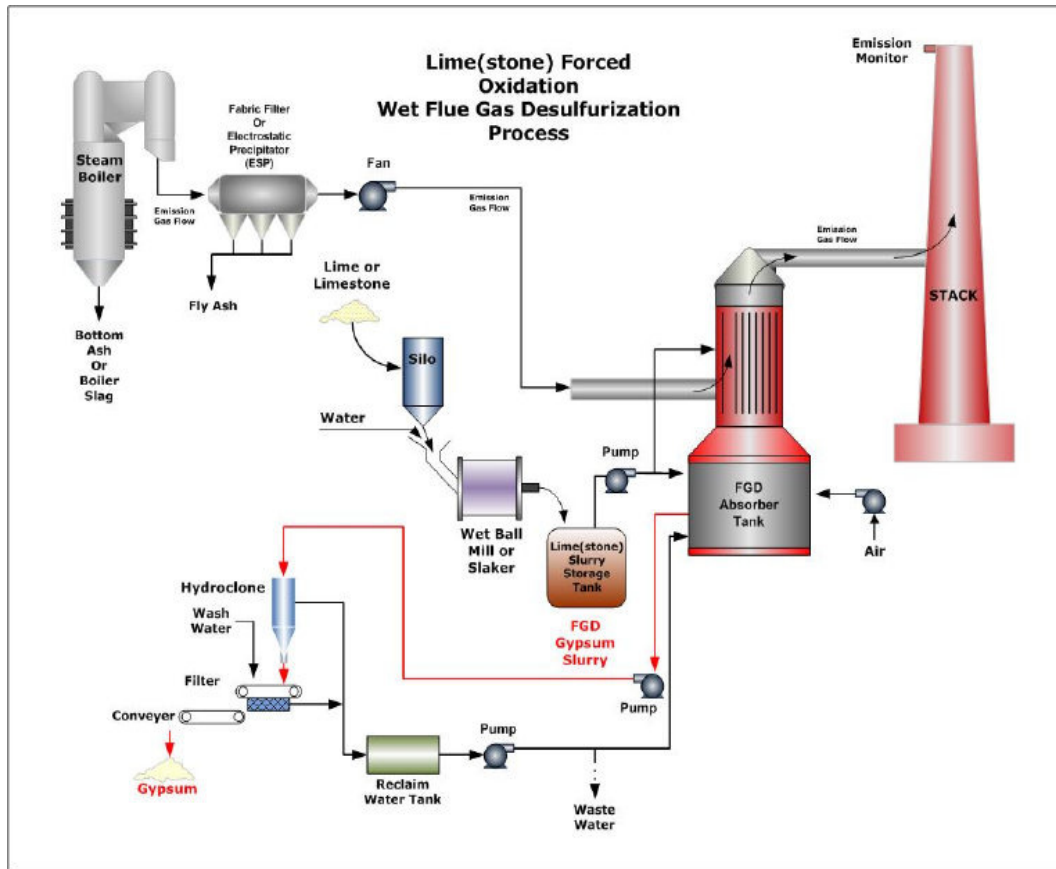 Lime(stone) Forced
Oxidation
Wet Flue Gas Desulfurization
Process
Emission
Monitor
Fabric Filter
Or
Electrostatic
Precipitator
(ESP)
Steam
Boiler
Fan
Emission
Gas Flow
Emission
Gas Flow
Emission
Gas Flow
Fly Ash
Lime or
Limestone
STACK
Bottom
Ash
Or
Boiler
Slag
Silo
Water
Pump
FGD
Absorber
Tank
Wet Ball
Mill or
Slaker
Lime(stone)
Slurry
Storage
Tank
Air
Hydroclone
Wash
Water
FGD
Gypsum
Slurry
Filter
Pump
Conveyer
Pump
Gypsum
Reclaim
Water Tank
Waste
Water